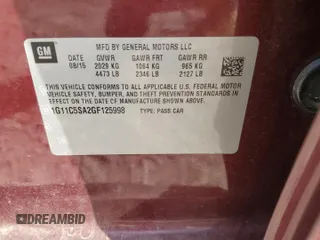 GM
MFD BY GENERAL MOTORS LLC
08/15 GVWR GAWR FRT GAWR RR
2029 KG 1064 KG 965 KG
4473 LB 2346 LB 2127 LB
THIS VEHICLE CONFORMS TO ALL APPLICABLE U.S. FEDERAL MOTOR
VEHICLE SAFETY, BUMPER, AND THEFT PREVENTION STANDARDS
IN EFFECT ON THE DATE OF MANUFACTURE SHOWN ABOVE.
1G11C5SA2GF125998 TYPE: PASS CAR
DREAMBID